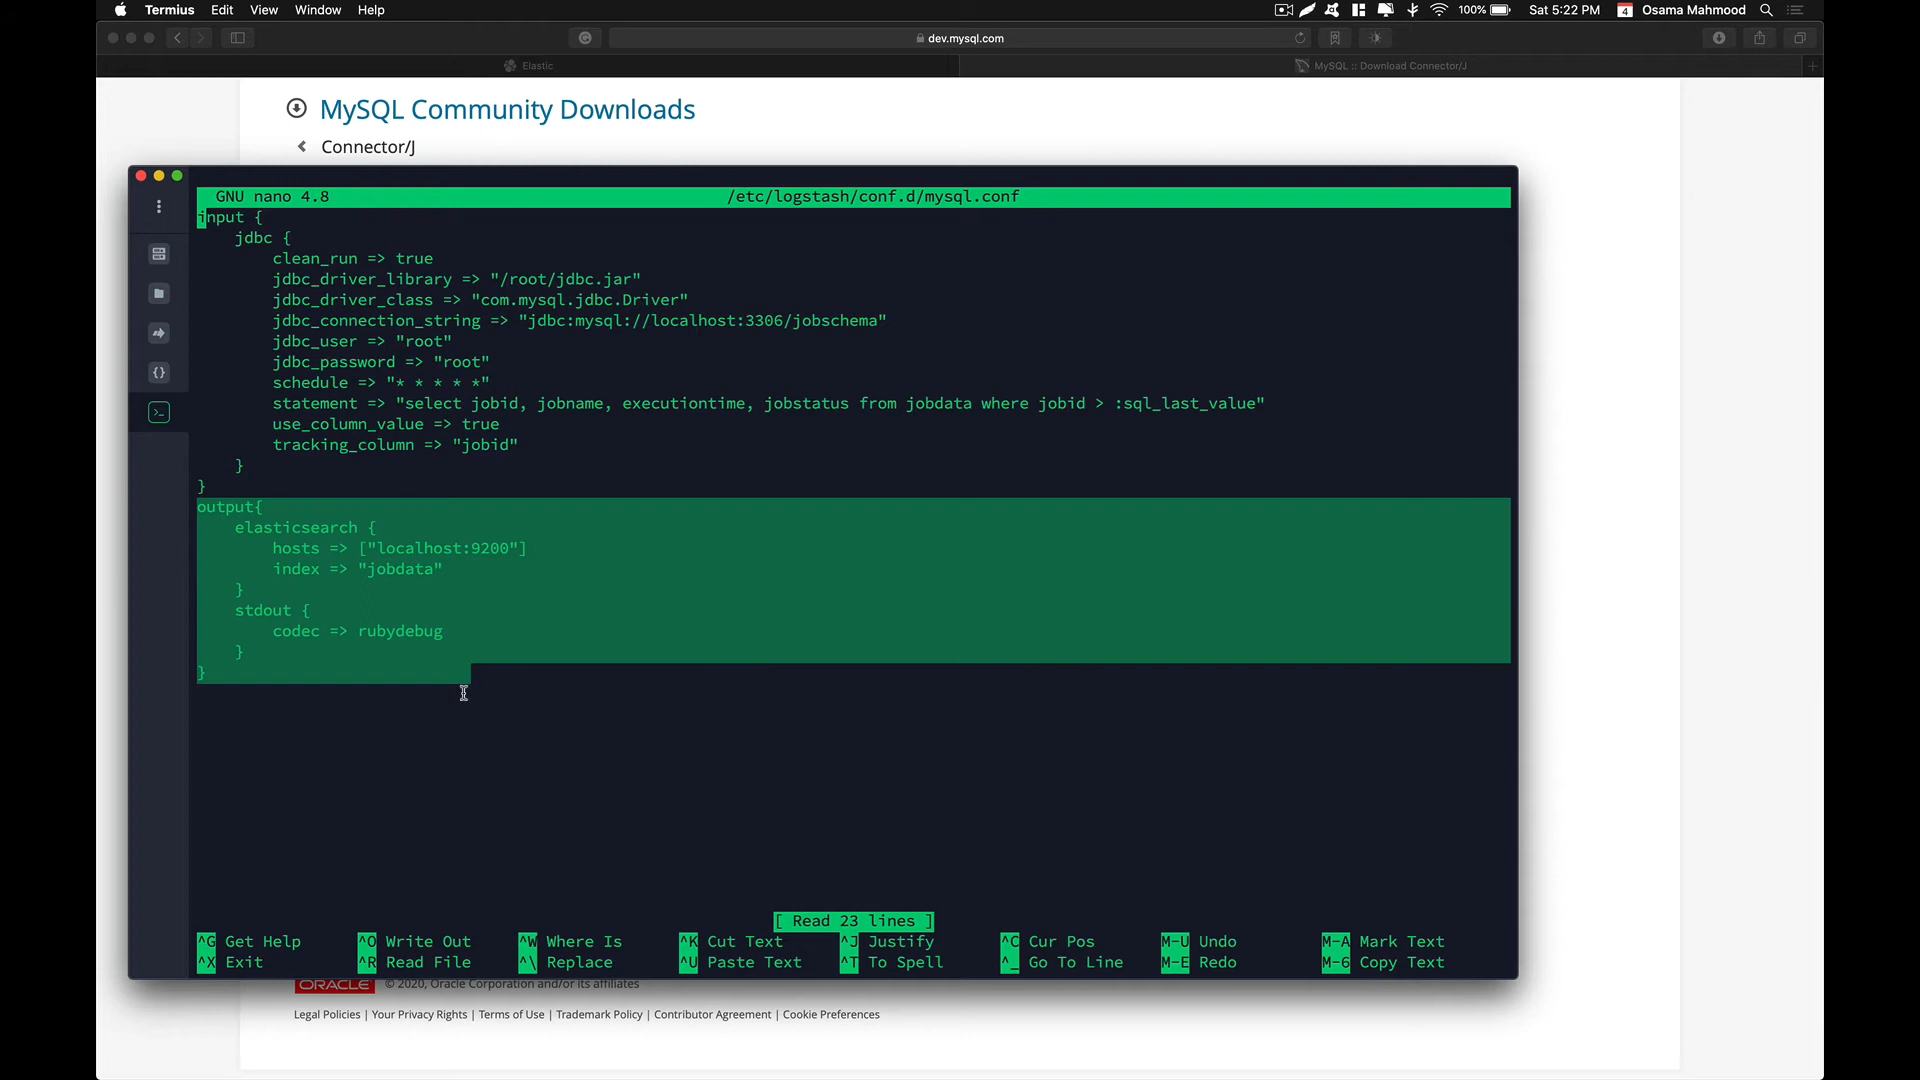 Termius Edit View Window Help 100% Sat 5:22 PM 4 Osama Mahmood
dev.mysql.com
Elastic MySQL :: Download Connector/J
MySQL Community Downloads
Connector/J
GNU nano 4.8 /etc/logstash/conf.d/mysql.conf
input {
jdbc {
clean_run => true
jdbc_driver_library => "/root/jdbc.jar"
jdbc_driver_class => "com.mysql.jdbc.Driver"
jdbc_connection_string => "jdbc:mysql://localhost:3306/jobschema"
jdbc_user => "root"
jdbc_password => "root"
schedule => "* * * * *"
statement => "select jobid, jobname, executiontime, jobstatus from jobdata where jobid > :sql_last_value"
use_column_value => true
tracking_column => "jobid"
}
}
output{
elasticsearch {
hosts => ["localhost:9200"]
index => "jobdata"
}
stdout {
codec => rubydebug
}
}
[ Read 23 lines ]
^G Get Help ^O Write Out ^W Where Is ^K Cut Text ^J Justify ^C Cur Pos M-U Undo M-A Mark Text
^X Exit ^R Read File ^\ Replace ^U Paste Text ^T To Spell ^_ Go To Line M-E Redo M-6 Copy Text
ORACLE © 2020, Oracle Corporation and/or its affiliates
Legal Policies | Your Privacy Rights | Terms of Use | Trademark Policy | Contributor Agreement | Cookie Preferences